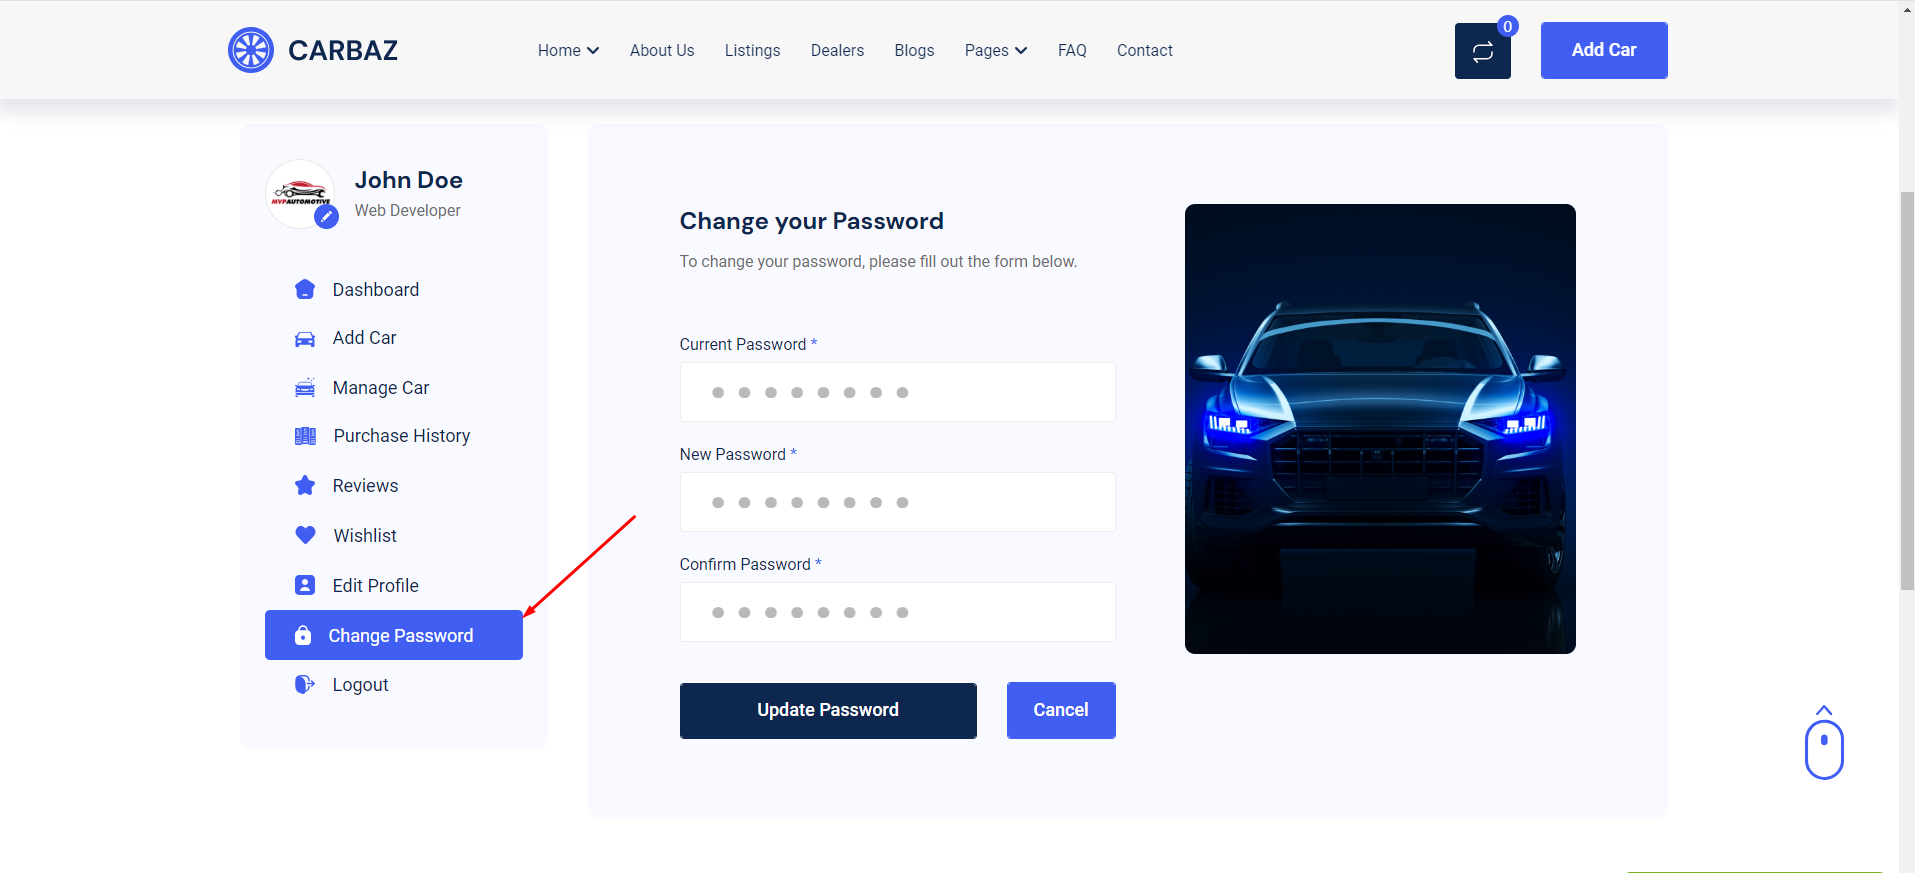 CARBAZ
Home
About Us
Listings
Dealers
Blogs
Pages
FAQ
Contact
0
Add Car
MVPAUTOMOTIVE
John Doe
Web Developer
Dashboard
Add Car
Manage Car
Purchase History
Reviews
Wishlist
Edit Profile
Change Password
Logout
Change your Password
To change your password, please fill out the form below.
Current Password *
New Password *
Confirm Password *
Update Password
Cancel